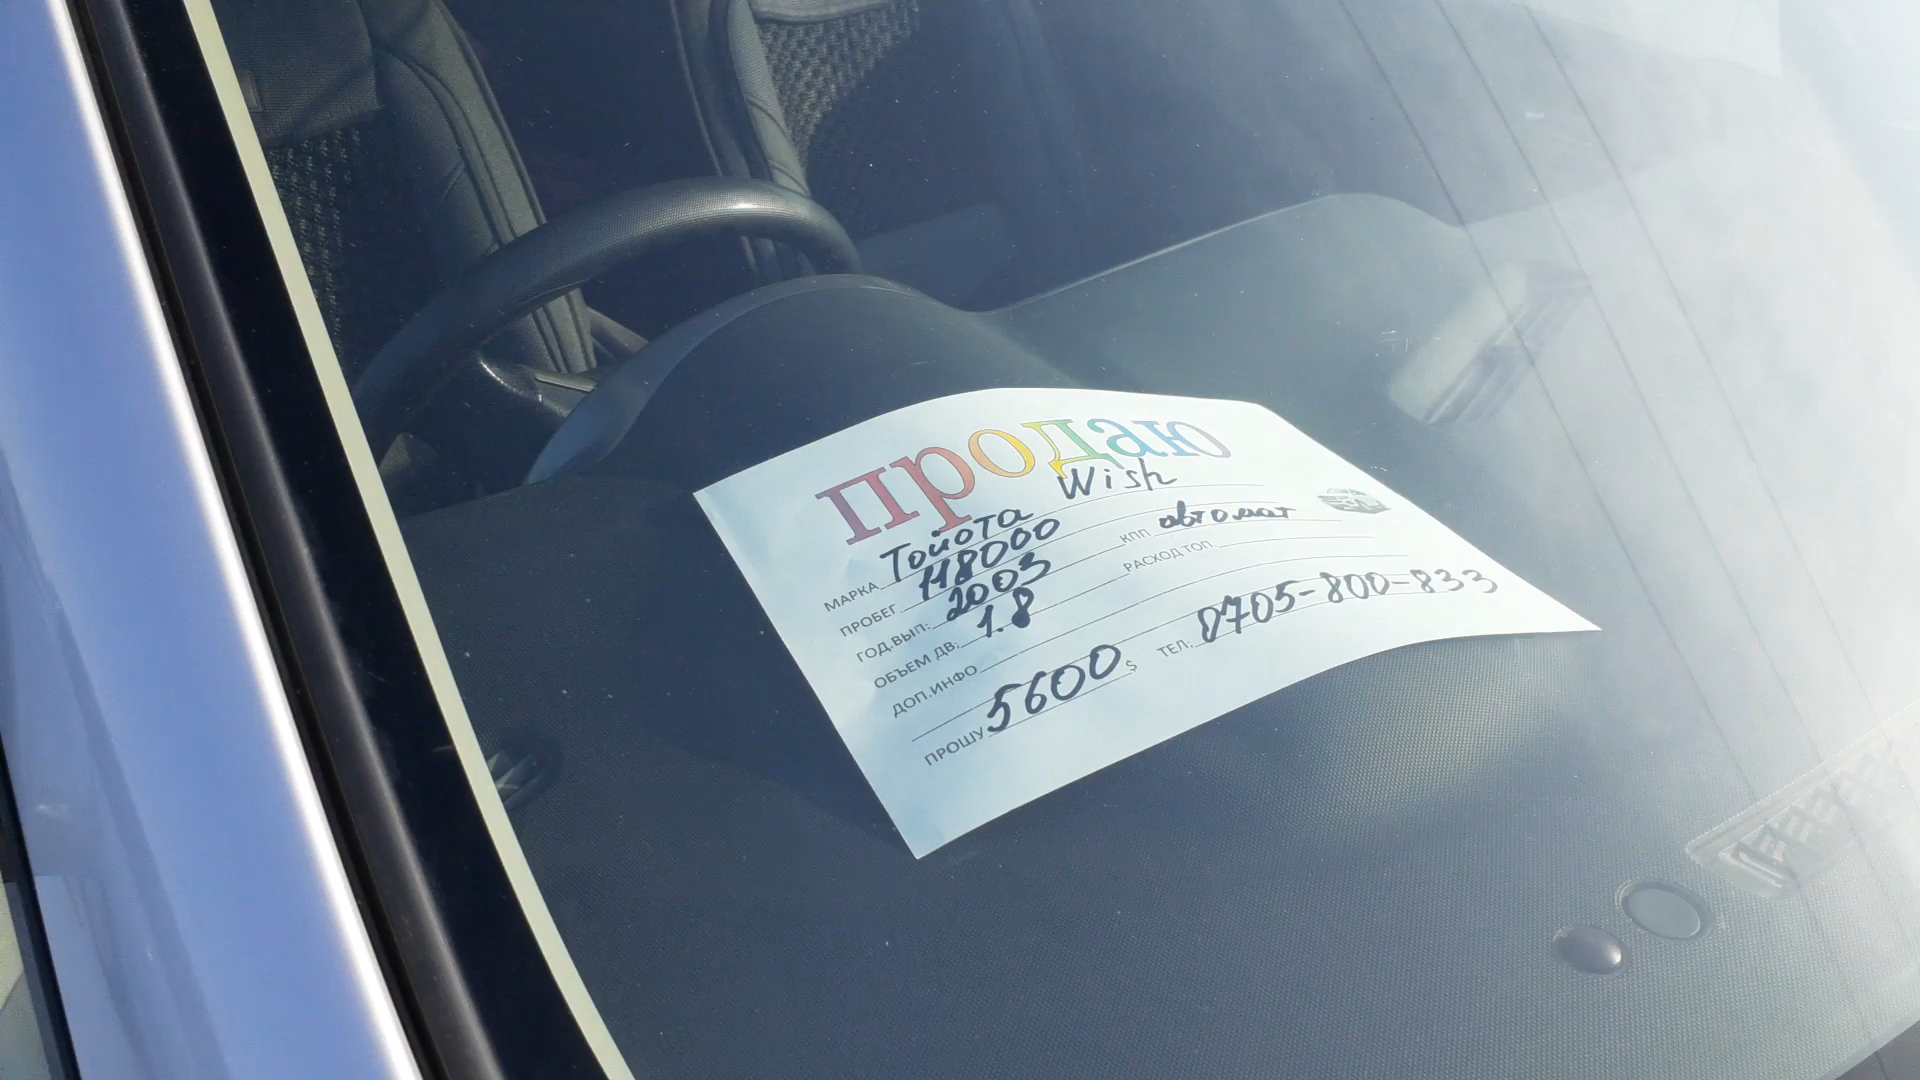 продаю
Wish
МАРКА Тойота
ПРОБЕГ 118000 КПП автомат
ГОД.ВЫП: 2003 РАСХОД ТОП.
ОБЪЕМ ДВ: 1.8
ДОП.ИНФО
ПРОШУ 5600 $ ТЕЛ: 0705-800-833